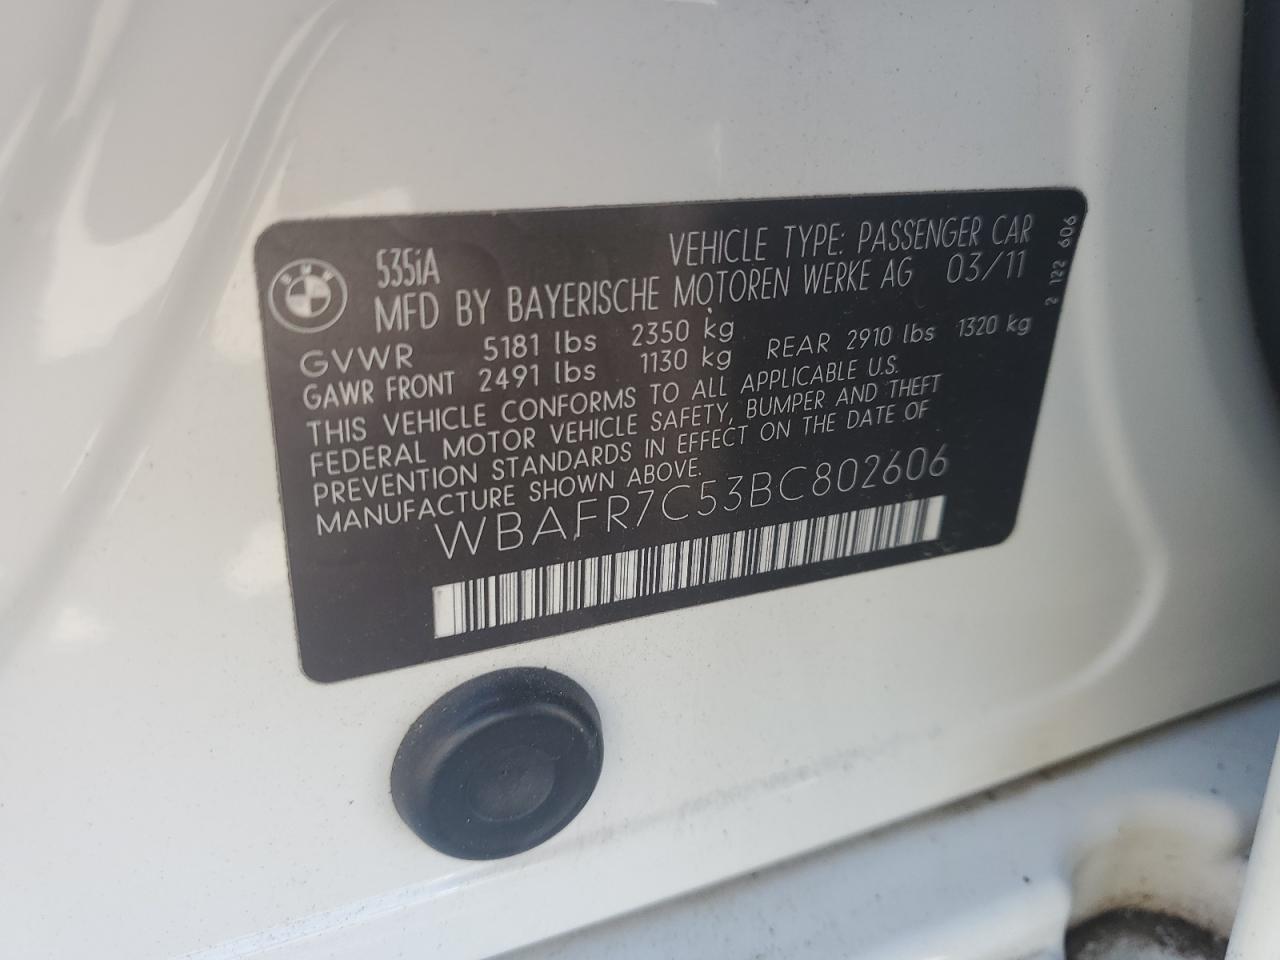 BMW
535iA
VEHICLE TYPE: PASSENGER CAR
MFD BY BAYERISCHE MOTOREN WERKE AG 03/11
GVWR 5181 lbs 2350 kg
GAWR FRONT 2491 lbs 1130 kg REAR 2910 lbs 1320 kg
THIS VEHICLE CONFORMS TO ALL APPLICABLE U.S.
FEDERAL MOTOR VEHICLE SAFETY, BUMPER AND THEFT
PREVENTION STANDARDS IN EFFECT ON THE DATE OF
MANUFACTURE SHOWN ABOVE.
WBAFR7C53BC802606
2 122 606